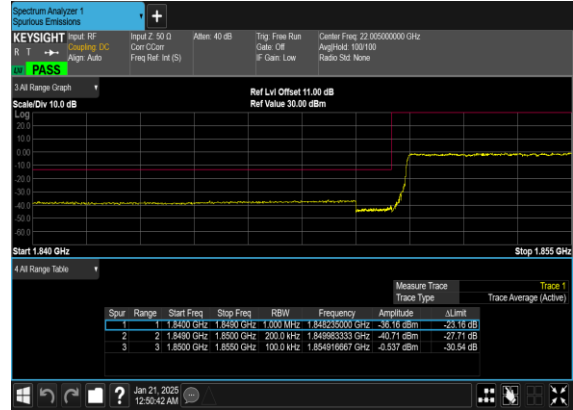 Spectrum Analyzer 1
Spurious Emissions
KEYSIGHT Input: RF Input Z: 50 Ω Atten: 40 dB Trig: Free Run Center Freq: 22.005000000 GHz
R T Coupling: DC Corr CCorr Gate: Off Avg|Hold: 100/100
Align: Auto Freq Ref: Int (S) IF Gain: Low Radio Std: None
PASS
3 All Range Graph
Ref Lvl Offset 11.00 dB
Scale/Div 10.0 dB Ref Value 30.00 dBm
Log
20.0
10.0
0.00
-10.0
-20.0
-30.0
-40.0
-50.0
-60.0
Start 1.840 GHz Stop 1.855 GHz
4 All Range Table
Measure Trace Trace 1
Trace Type Trace Average (Active)
Spur Range Start Freq Stop Freq RBW Frequency Amplitude ΔLimit
1 1 1.8400 GHz 1.8490 GHz 1.000 MHz 1.848235000 GHz -36.16 dBm -23.16 dB
2 2 1.8490 GHz 1.8500 GHz 200.0 kHz 1.849983333 GHz -40.71 dBm -27.71 dB
3 3 1.8500 GHz 1.8550 GHz 100.0 kHz 1.854916667 GHz -0.537 dBm -30.54 dB
? Jan 21, 2025
12:50:42 AM